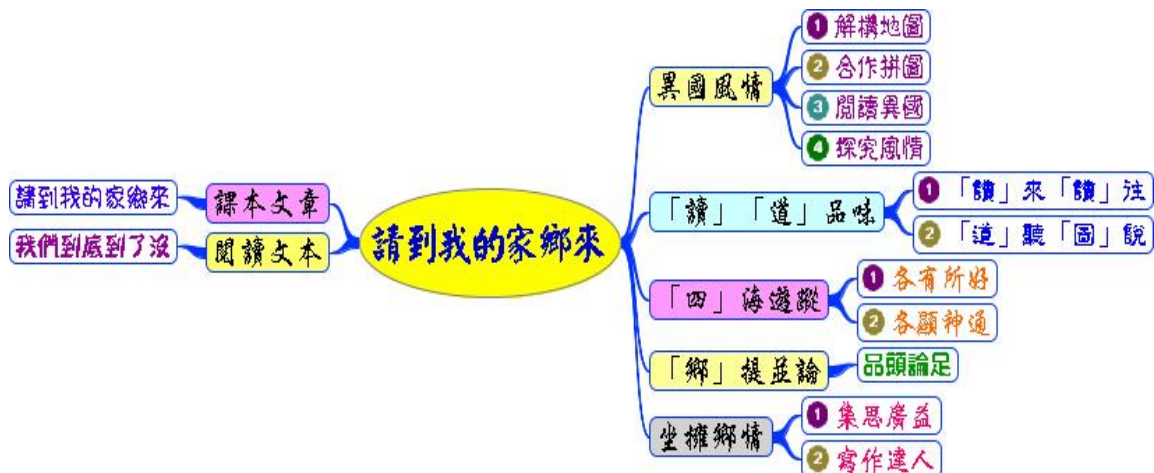 請到我的家鄉來
課本文章
請到我的家鄉來
閱讀文本
我們到底到了沒
異國風情
1 解構地圖
2 合作拼圖
3 閱讀異國
4 探究風情
「讀」「道」品味
1 「讀」來「讀」往
2 「道」聽「圖」說
「四」海遊蹤
1 各有所好
2 各顯神通
「鄉」提並論
品頭論足
坐擁鄉情
1 集思廣益
2 寫作達人